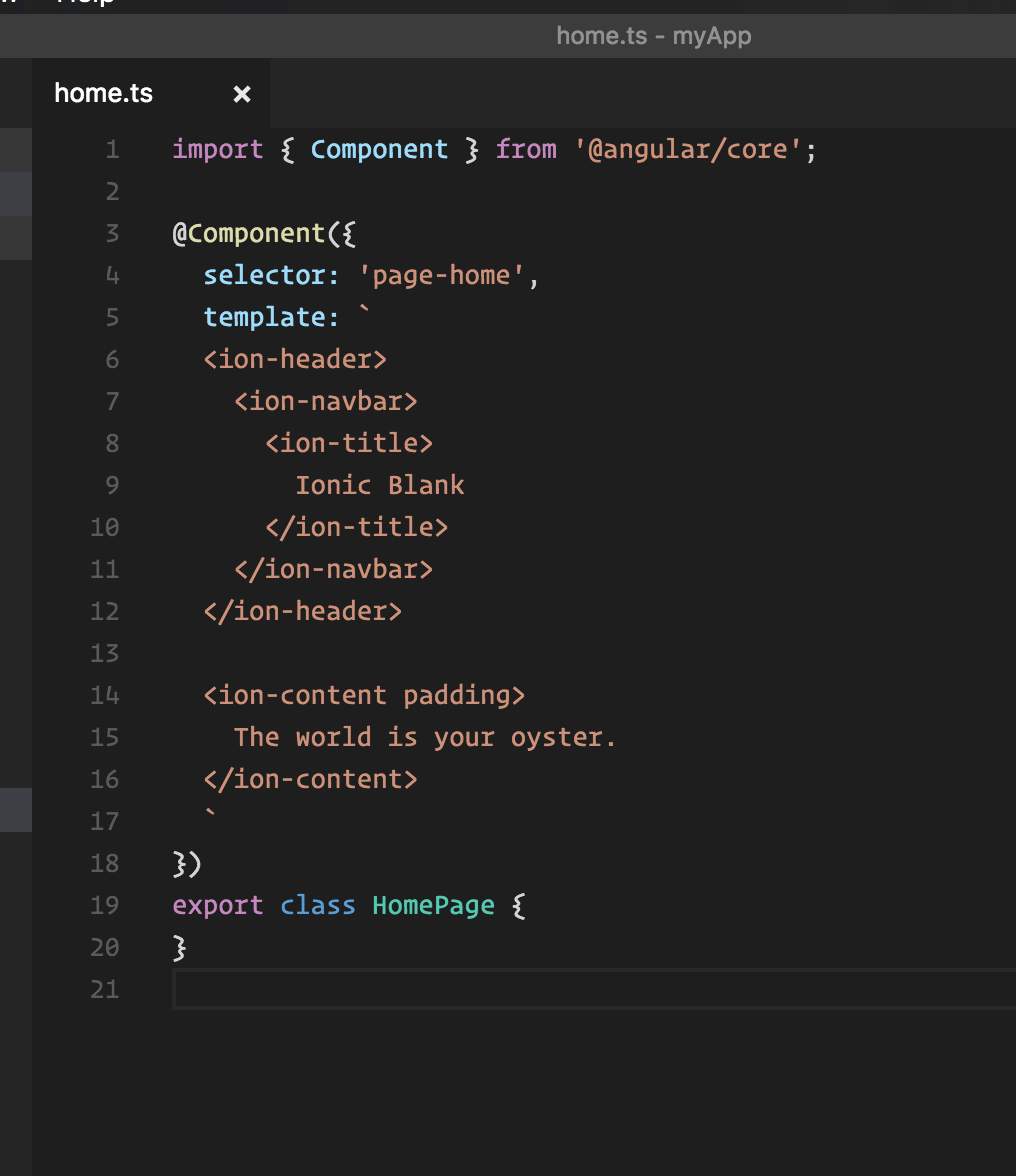 Help
home.ts - myApp
home.ts ×
1 import { Component } from '@angular/core';
2
3 @Component({
4   selector: 'page-home',
5   template: `
6   <ion-header>
7     <ion-navbar>
8       <ion-title>
9         Ionic Blank
10       </ion-title>
11     </ion-navbar>
12   </ion-header>
13
14   <ion-content padding>
15     The world is your oyster.
16   </ion-content>
17   `
18 })
19 export class HomePage {
20 }
21